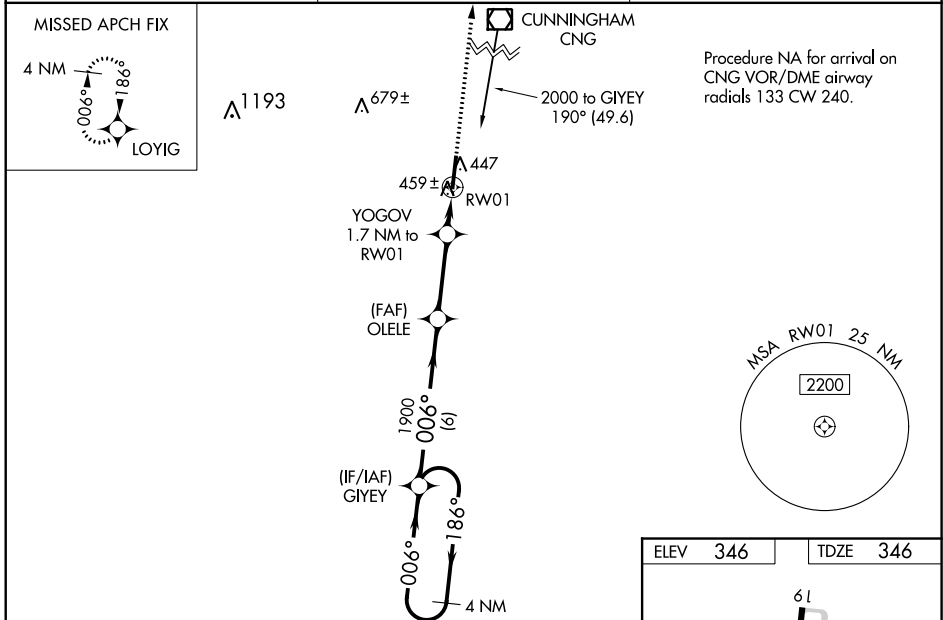 MISSED APCH FIX
4 NM
006°
186°
LOYIG
1193
679±
CUNNINGHAM
CNG
2000 to GIYEY
190° (49.6)
Procedure NA for arrival on
CNG VOR/DME airway
radials 133 CW 240.
447
459±
RW01
YOGOV
1.7 NM to
RW01
(FAF)
OLELE
1900
006°
(6)
(IF/IAF)
GIYEY
006°
186°
4 NM
MSA RW01 25 NM
2200
ELEV 346
TDZE 346
19